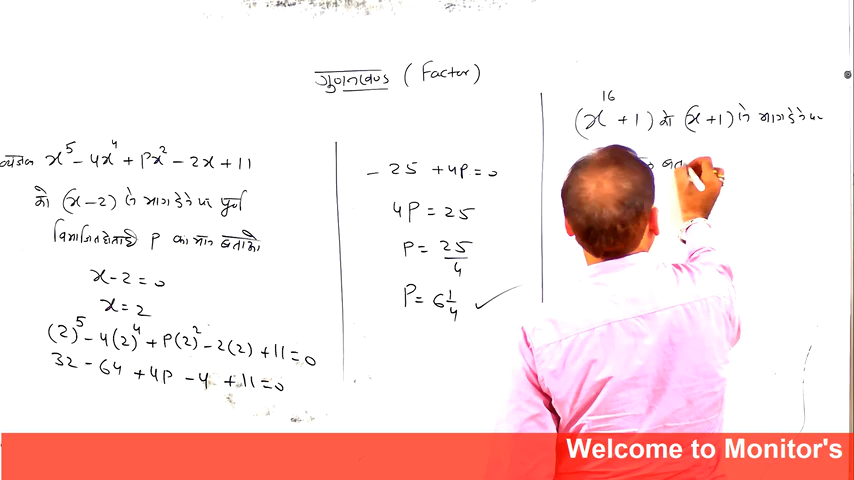 गुणनखण्ड (Factor)
व्यंजक x⁵ - 4x⁴ + Px² - 2x + 11
को (x-2) से भाग देने पर पूर्ण
विभाजित होता है P का मान बताओ
x-2=0
x=2
(2)⁵ - 4(2)⁴ + P(2)² - 2(2) + 11 = 0
32 - 64 + 4P - 4 + 11 = 0
- 25 + 4P = 0
4P = 25
P = 25/4
P = 6 1/4 ✓
(x¹⁶ + 1) को (x+1) से भाग देने पर
बत
Welcome to Monitor's